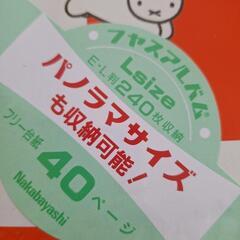 フヤスアルバム
Lsize
E・L判240枚収納
パノラマサイズ
も収納可能!
フリー台紙
40ページ
Nakabayashi